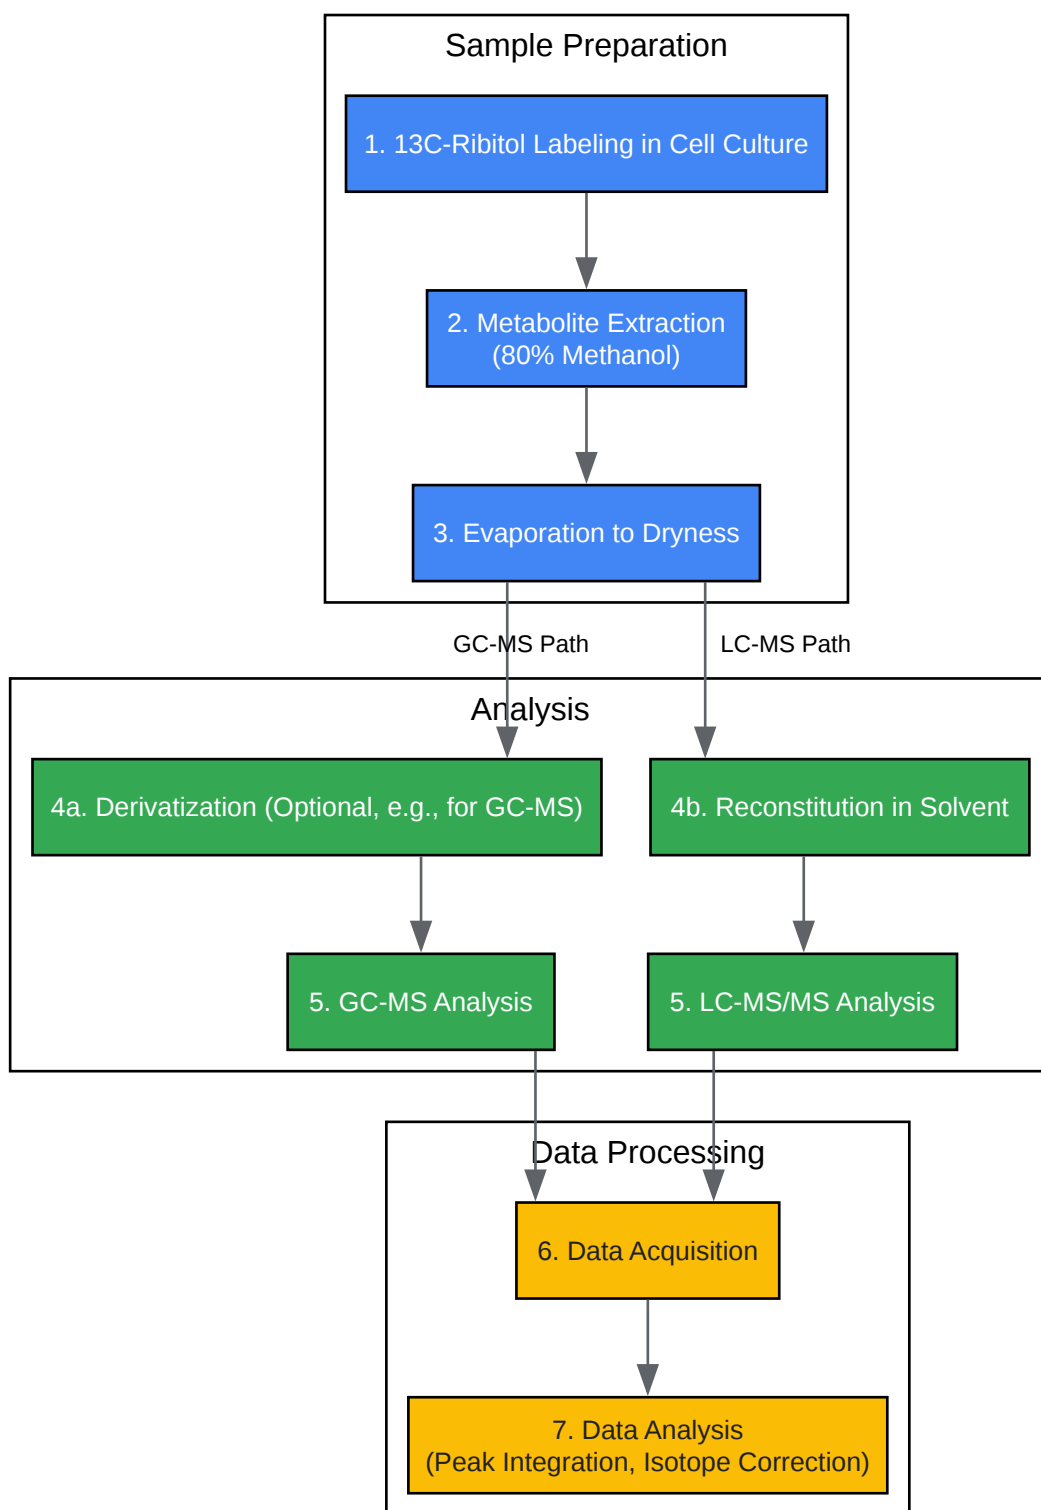 Sample Preparation
1. 13C-Ribitol Labeling in Cell Culture
2. Metabolite Extraction
(80% Methanol)
3. Evaporation to Dryness
GC-MS Path
LC-MS Path
Analysis
4a. Derivatization (Optional, e.g., for GC-MS)
4b. Reconstitution in Solvent
5. GC-MS Analysis
5. LC-MS/MS Analysis
Data Processing
6. Data Acquisition
7. Data Analysis
(Peak Integration, Isotope Correction)